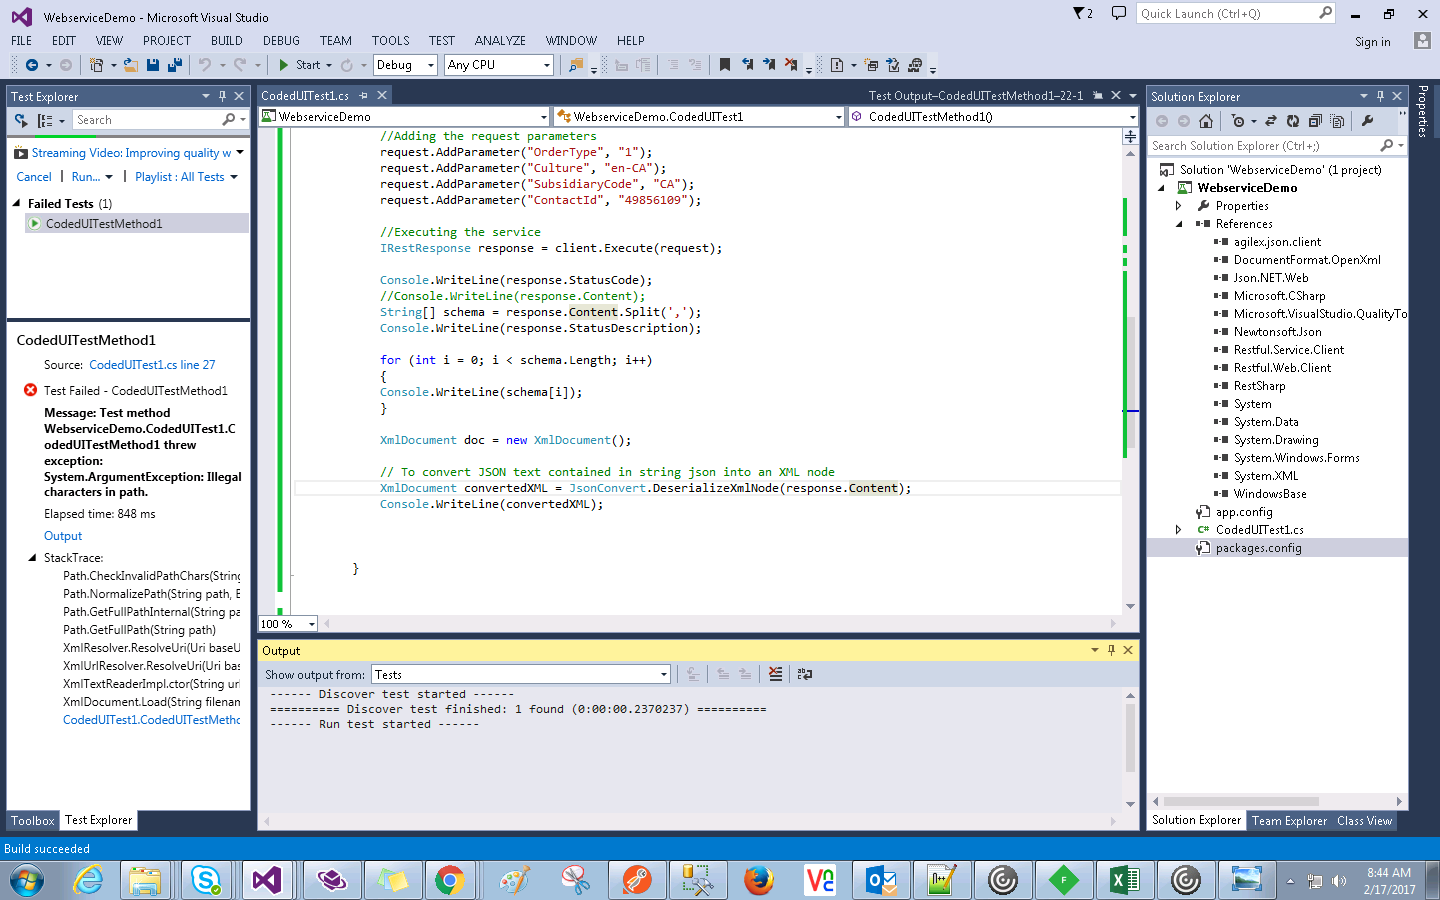 WebserviceDemo - Microsoft Visual Studio
2
Quick Launch (Ctrl+Q)
FILE EDIT VIEW PROJECT BUILD DEBUG TEAM TOOLS TEST ANALYZE WINDOW HELP
Sign in
Start Debug Any CPU
Test Explorer
Search
Streaming Video: Improving quality w
Cancel | Run... | Playlist : All Tests
Failed Tests (1)
CodedUITestMethod1
CodedUITestMethod1
Source: CodedUITest1.cs line 27
Test Failed - CodedUITestMethod1
Message: Test method
WebserviceDemo.CodedUITest1.C
odedUITestMethod1 threw
exception:
System.ArgumentException: Illegal
characters in path.
Elapsed time: 848 ms
Output
StackTrace:
Path.CheckInvalidPathChars(String
Path.NormalizePath(String path, E
Path.GetFullPathInternal(String pa
Path.GetFullPath(String path)
XmlResolver.ResolveUri(Uri baseU
XmlUrlResolver.ResolveUri(Uri bas
XmlTextReaderImpl.ctor(String url
XmlDocument.Load(String filenam
CodedUITest1.CodedUITestMetho
Toolbox Test Explorer
CodedUITest1.cs
Test Output–CodedUITestMethod1–22-1
WebserviceDemo WebserviceDemo.CodedUITest1 CodedUITestMethod1()
//Adding the request parameters
request.AddParameter("OrderType", "1");
request.AddParameter("Culture", "en-CA");
request.AddParameter("SubsidiaryCode", "CA");
request.AddParameter("ContactId", "49856109");
//Executing the service
IRestResponse response = client.Execute(request);
Console.WriteLine(response.StatusCode);
//Console.WriteLine(response.Content);
String[] schema = response.Content.Split(',');
Console.WriteLine(response.StatusDescription);
for (int i = 0; i < schema.Length; i++)
{
Console.WriteLine(schema[i]);
}
XmlDocument doc = new XmlDocument();
// To convert JSON text contained in string json into an XML node
XmlDocument convertedXML = JsonConvert.DeserializeXmlNode(response.Content);
Console.WriteLine(convertedXML);
}
100 %
Output
Show output from: Tests
------ Discover test started ------
========== Discover test finished: 1 found (0:00:00.2370237) ==========
------ Run test started ------
Solution Explorer
Search Solution Explorer (Ctrl+;)
Solution 'WebserviceDemo' (1 project)
WebserviceDemo
Properties
References
agilex.json.client
DocumentFormat.OpenXml
Json.NET.Web
Microsoft.CSharp
Microsoft.VisualStudio.QualityTo
Newtonsoft.Json
Restful.Service.Client
Restful.Web.Client
RestSharp
System
System.Data
System.Drawing
System.Windows.Forms
System.XML
WindowsBase
app.config
C# CodedUITest1.cs
packages.config
Solution Explorer Team Explorer Class View
Properties
Build succeeded
8:44 AM
2/17/2017